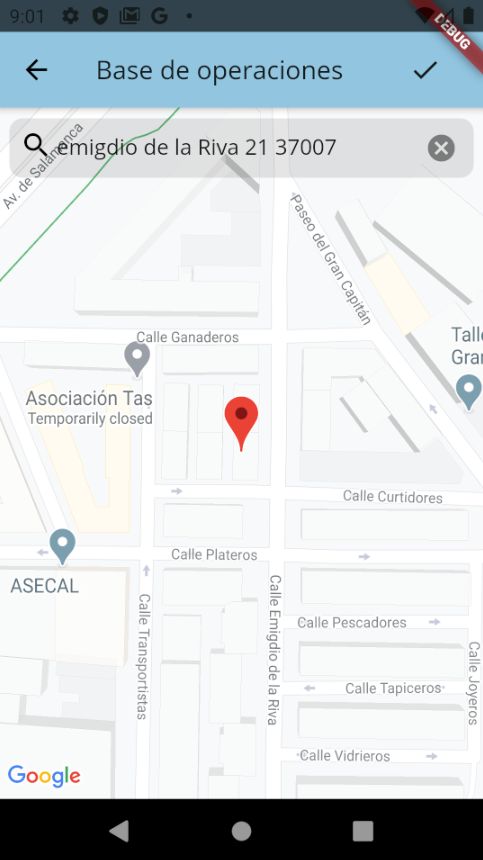 9:01
DEBUG
Base de operaciones
emigdio de la Riva 21 37007
Av. de Salamanca
Paseo del Gran Capitán
Calle Ganaderos
Talle
Gran
Asociación Tas
Temporarily closed
Calle Curtidores
Calle Plateros
ASECAL
Calle Transportistas
Calle Emigdio de la Riva
Calle Pescadores
Calle Joyeros
Calle Tapiceros
Calle Vidrieros
Google